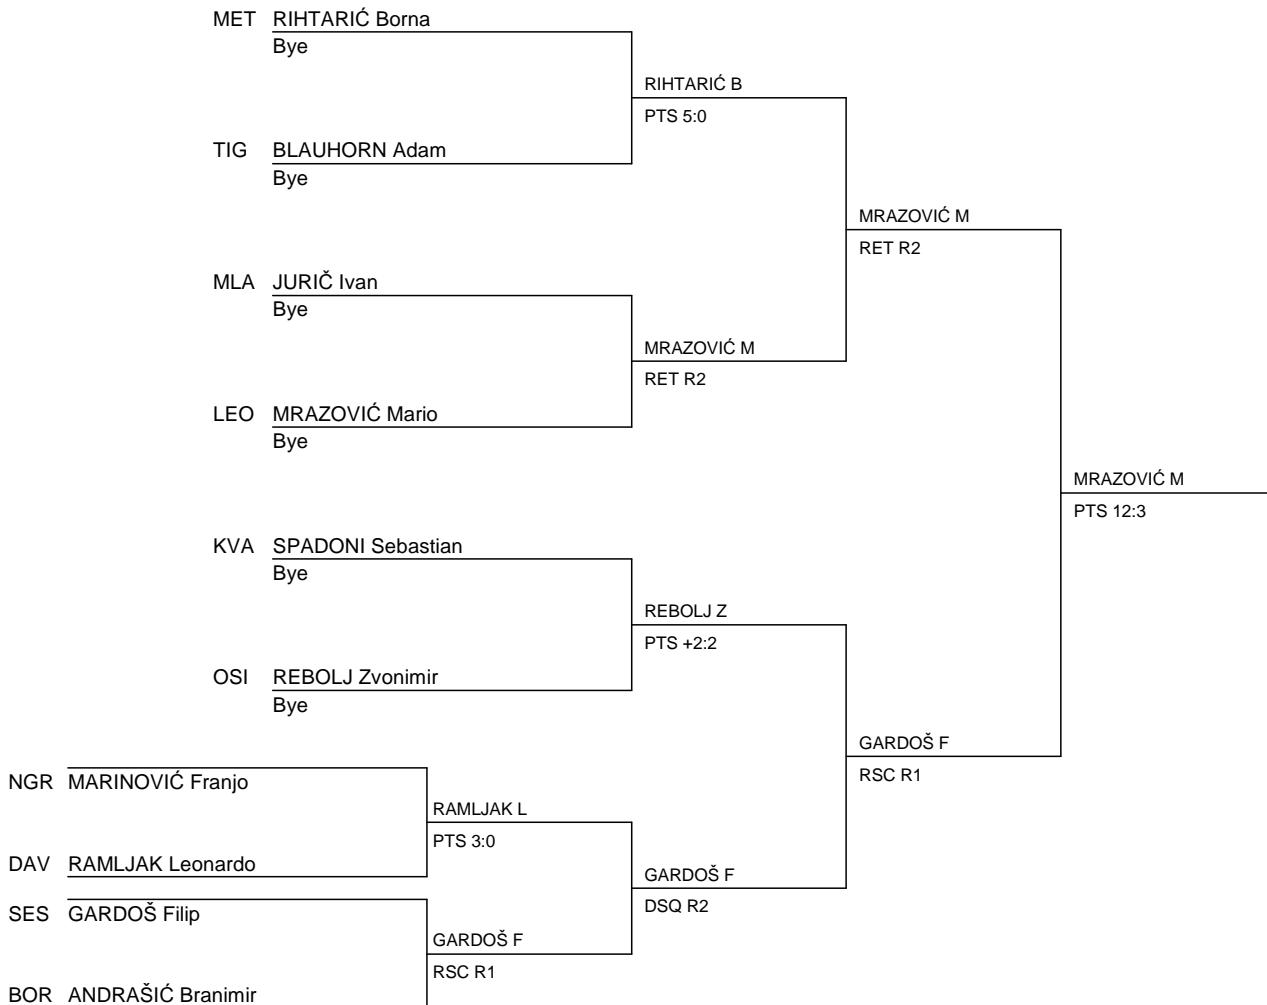 MET RIHTARIĆ Borna
Bye
RIHTARIĆ B
PTS 5:0
TIG BLAUHORN Adam
Bye
MRAZOVIĆ M
RET R2
MLA JURIČ Ivan
Bye
MRAZOVIĆ M
RET R2
LEO MRAZOVIĆ Mario
Bye
MRAZOVIĆ M
PTS 12:3
KVA SPADONI Sebastian
Bye
REBOLJ Z
PTS +2:2
OSI REBOLJ Zvonimir
Bye
GARDOŠ F
RSC R1
NGR MARINOVIĆ Franjo
RAMLJAK L
PTS 3:0
DAV RAMLJAK Leonardo
GARDOŠ F
DSQ R2
SES GARDOŠ Filip
GARDOŠ F
RSC R1
BOR ANDRAŠIĆ Branimir